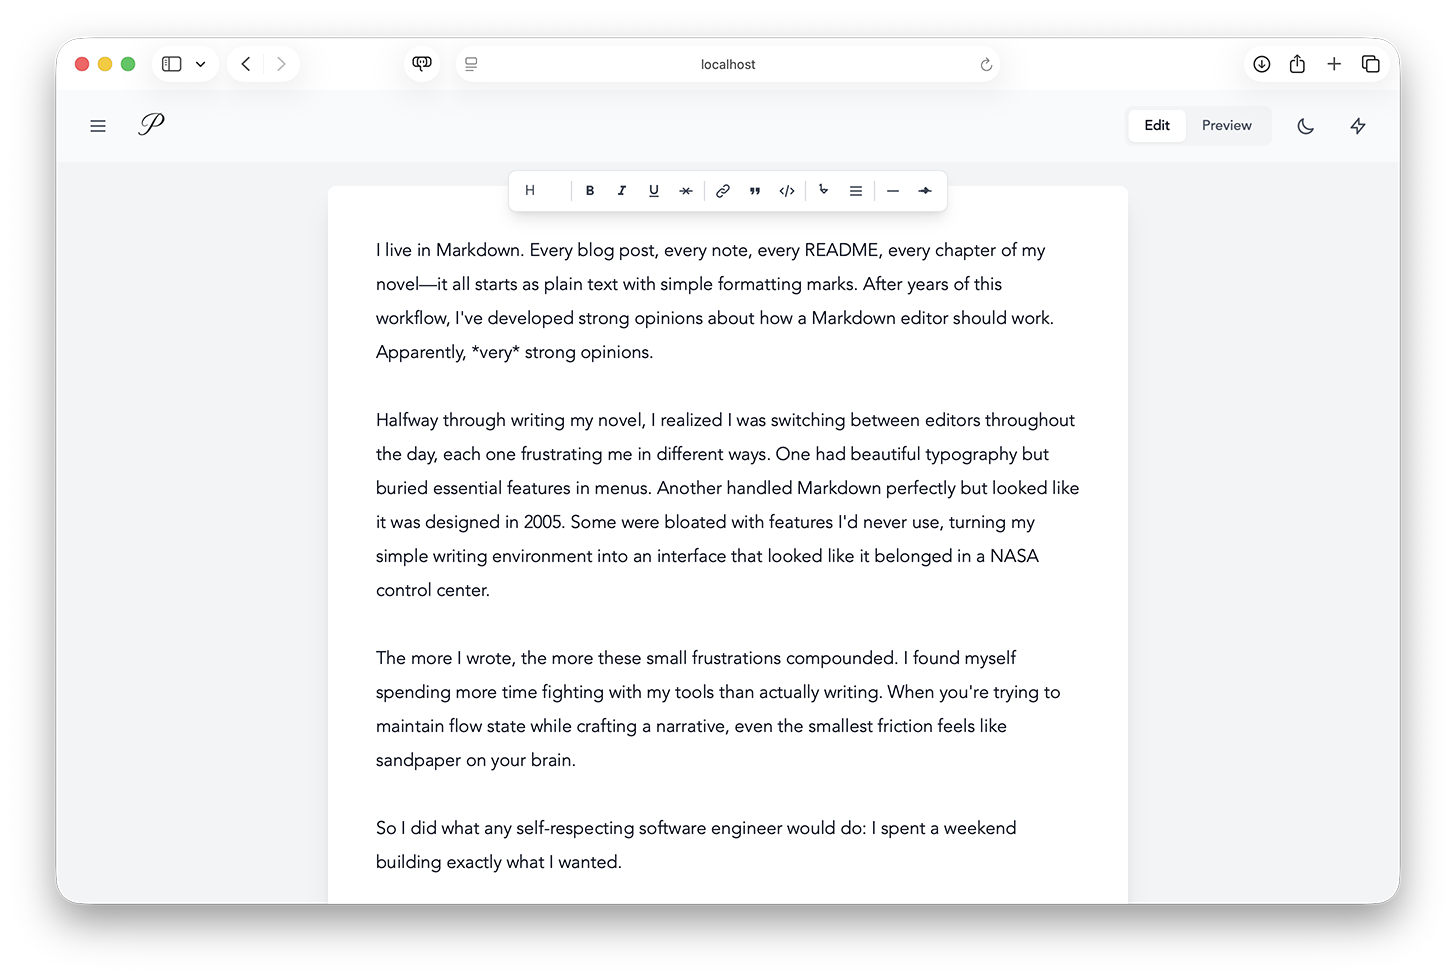 localhost
P
Edit Preview
H B I U </>
I live in Markdown. Every blog post, every note, every README, every chapter of my
novel—it all starts as plain text with simple formatting marks. After years of this
workflow, I've developed strong opinions about how a Markdown editor should work.
Apparently, *very* strong opinions.
Halfway through writing my novel, I realized I was switching between editors throughout
the day, each one frustrating me in different ways. One had beautiful typography but
buried essential features in menus. Another handled Markdown perfectly but looked like
it was designed in 2005. Some were bloated with features I'd never use, turning my
simple writing environment into an interface that looked like it belonged in a NASA
control center.
The more I wrote, the more these small frustrations compounded. I found myself
spending more time fighting with my tools than actually writing. When you're trying to
maintain flow state while crafting a narrative, even the smallest friction feels like
sandpaper on your brain.
So I did what any self-respecting software engineer would do: I spent a weekend
building exactly what I wanted.